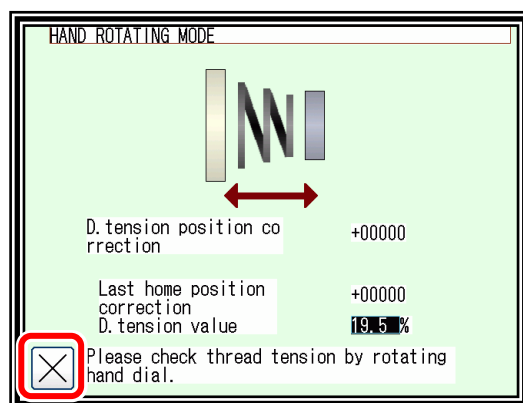 HAND ROTATING MODE
D.tension position co
rrection
+00000
Last home position
correction
+00000
D.tension value
19.5 %
Please check thread tension by rotating
hand dial.